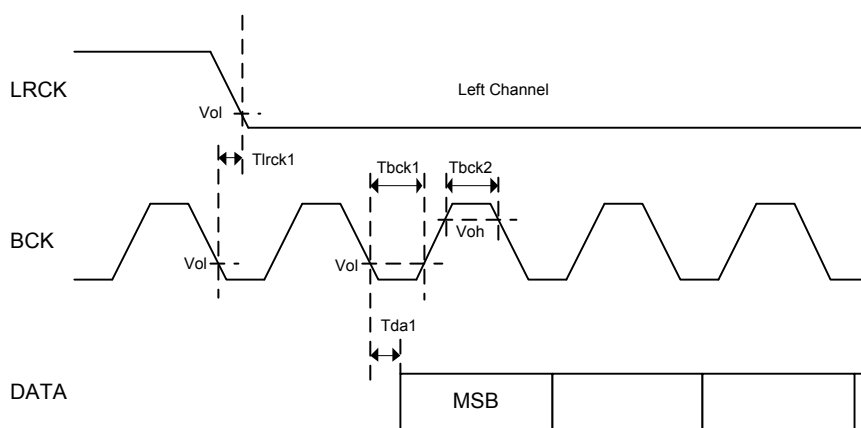 LRCK
Left Channel
Vol
Tlrck1
Tbck1
Tbck2
BCK
Voh
Vol
Vol
Tda1
DATA
MSB